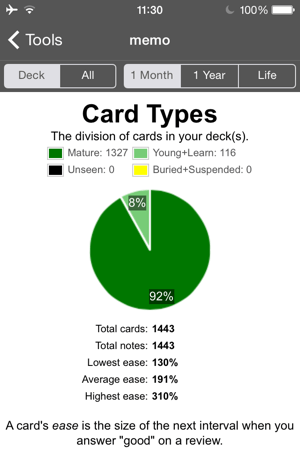 11:30 100%
Tools memo
Deck All 1 Month 1 Year Life
Card Types
The division of cards in your deck(s).
Mature: 1327 Young+Learn: 116
Unseen: 0 Buried+Suspended: 0
8%
92%
Total cards: 1443
Total notes: 1443
Lowest ease: 130%
Average ease: 191%
Highest ease: 310%
A card's ease is the size of the next interval when you
answer "good" on a review.